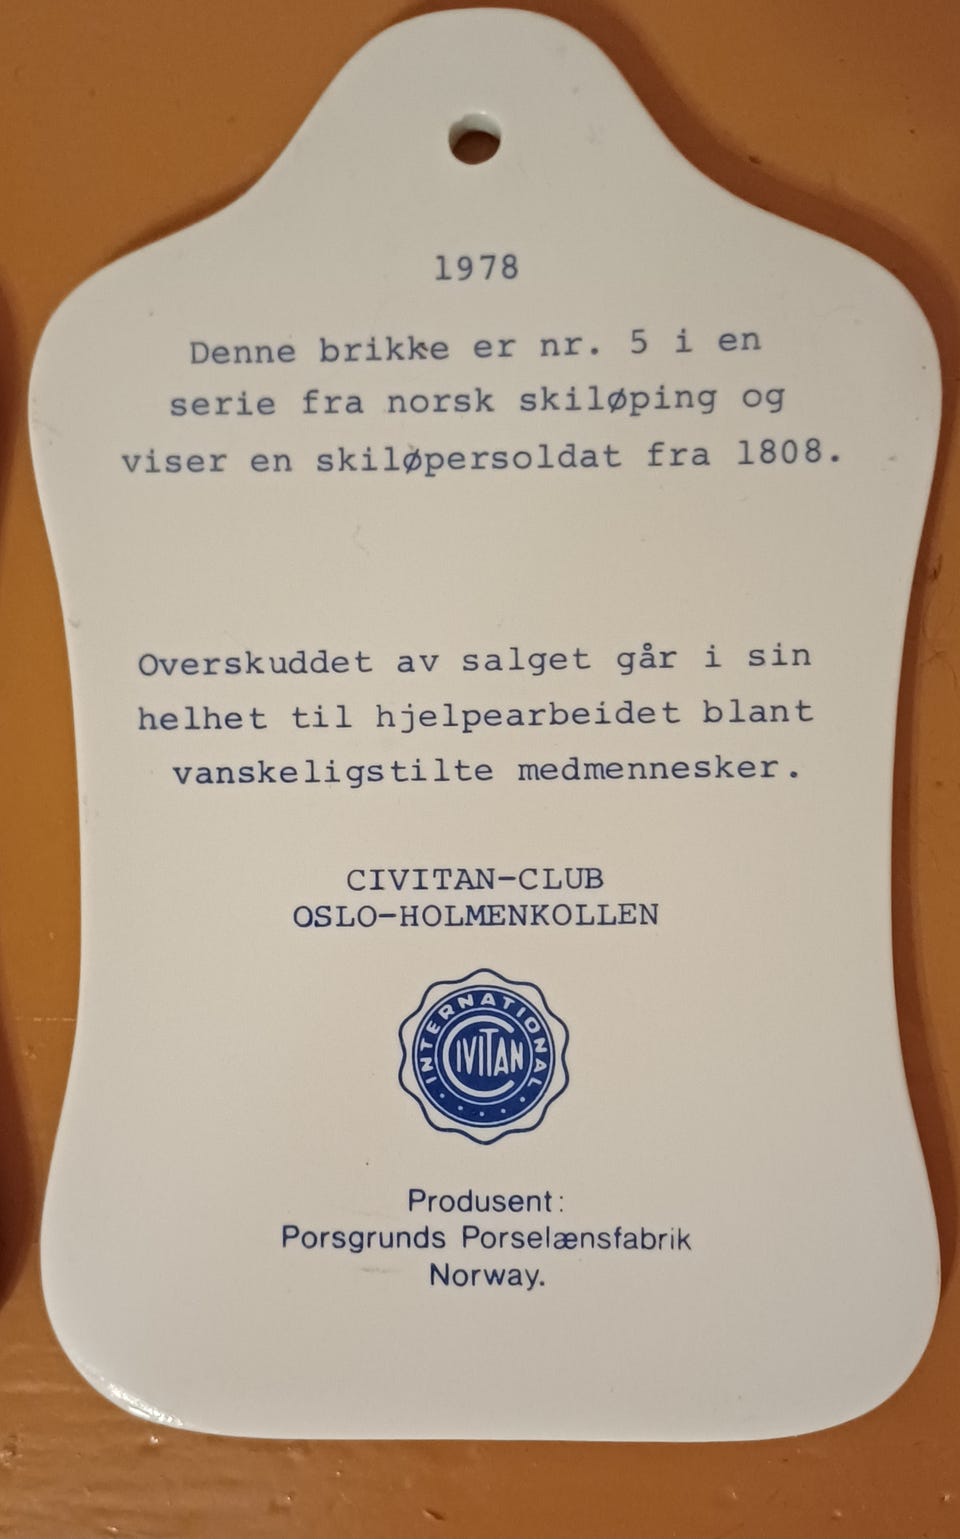 1978
Denne brikke er nr. 5 i en
serie fra norsk skiløping og
viser en skiløpersoldat fra 1808.
Overskuddet av salget går i sin
helhet til hjelpearbeidet blant
vanskeligstilte medmennesker.
CIVITAN-CLUB
OSLO-HOLMENKOLLEN
INTERNATIONAL
CIVITAN
Produsent:
Porsgrunds Porselænsfabrik
Norway.